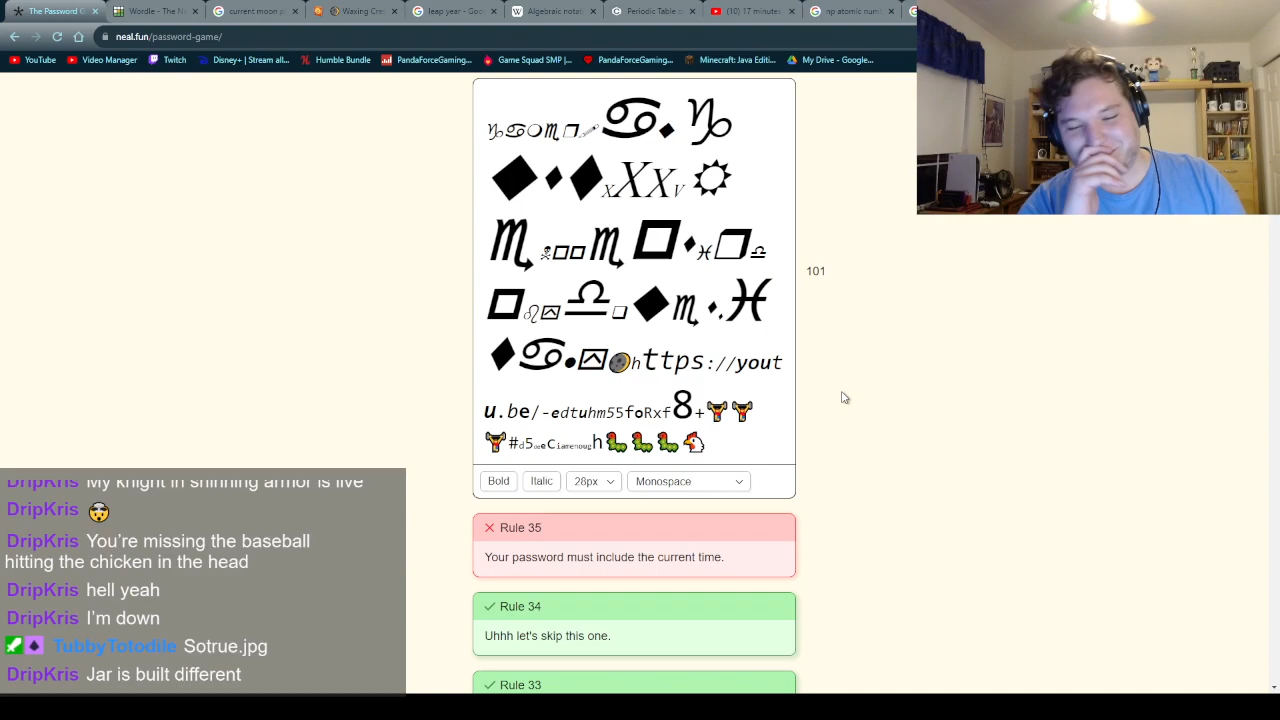 The Password G
Wordle - The N
current moon p
Waxing Cres
leap year - Goo
Algebraic notat
Periodic Table
(10) 17 minutes
np atomic num
neal.fun/password-game/
YouTube
Video Manager
Twitch
Disney+ | Stream all...
Humble Bundle
PandaForceGaming...
Game Squad SMP |...
PandaForceGaming...
Minecraft: Java Editi...
My Drive - Google...
XXXV
101
https://yout
u.be/-edtuhm55foRxf8+🏋🏋
🏋#d5oeeCiamenough🐛🐛🐛🐔
Bold
Italic
28px
Monospace
Rule 35
Your password must include the current time.
Rule 34
Uhhh let's skip this one.
Rule 33
DripKris My knight in shinning armor is live
DripKris 🤯
DripKris You're missing the baseball
hitting the chicken in the head
DripKris hell yeah
DripKris I'm down
TubbyTotodile Sotrue.jpg
DripKris Jar is built different